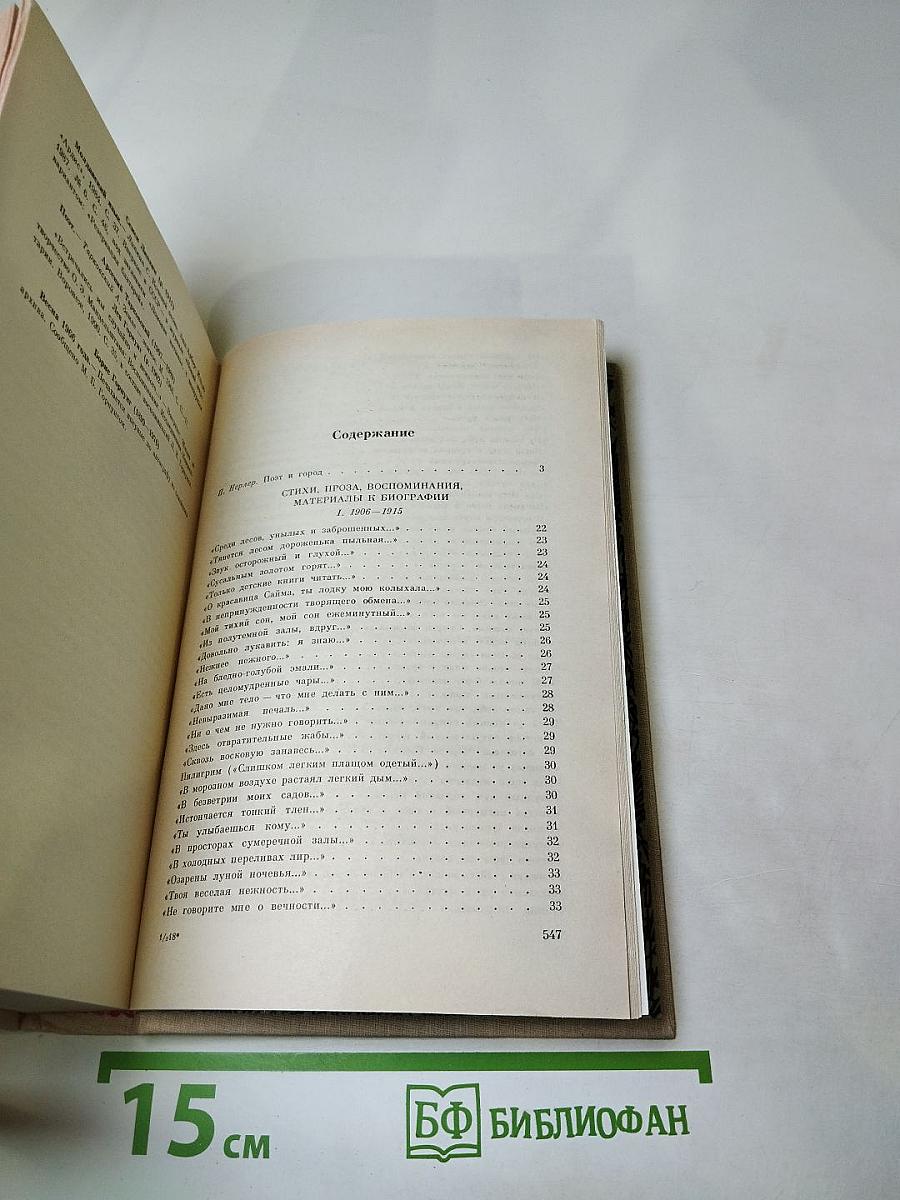 Содержание
П. Нерлер. Поэт и город . . . . . . . . . . . . . . . 3
СТИХИ, ПРОЗА, ВОСПОМИНАНИЯ,
МАТЕРИАЛЫ К БИОГРАФИИ
I. 1906—1915
«Среди лесов, унылых и заброшенных...» . . . . . . 22
«Тянется лесом дороженька пыльная...» . . . . . . 23
«Звук осторожный и глухой...» . . . . . . . . . . 23
«Сусальным золотом горят...» . . . . . . . . . . 24
«Только детские книги читать...» . . . . . . . . . 24
«О красавица Сайма, ты лодку мою колыхала...» . . . . 24
«В непринужденности творящего обмена...» . . . . . . 25
«Мой тихий сон, мой сон ежеминутный...» . . . . . . 25
«Из полутемной залы, вдруг...» . . . . . . . . . . 25
«Довольно лукавить: я знаю...» . . . . . . . . . . 26
«Нежнее нежного...» . . . . . . . . . . . . . . 26
«На бледно-голубой эмали...» . . . . . . . . . . 27
«Есть целомудренные чары...» . . . . . . . . . . 27
«Дано мне тело — что мне делать с ним...» . . . . . . 28
«Невыразимая печаль...» . . . . . . . . . . . . 28
«Ни о чем не нужно говорить...» . . . . . . . . . 29
«Здесь отвратительные жабы...» . . . . . . . . . . 29
«Сквозь восковую занавесь...» . . . . . . . . . . 29
Пилигрим («Слишком легким плащом одетый...») . . . . 30
«В морозном воздухе растаял легкий дым...» . . . . . 30
«В безветрии моих садов...» . . . . . . . . . . . 30
«Истончается тонкий тлен...» . . . . . . . . . . 31
«Ты улыбаешься кому...» . . . . . . . . . . . . 31
«В просторах сумеречной залы...» . . . . . . . . . 32
«В холодных переливах лир...» . . . . . . . . . . 32
«Озарены луной ночевья...» . . . . . . . . . . . 33
«Твоя веселая нежность...» . . . . . . . . . . . 33
«Не говорите мне о вечности...» . . . . . . . . . 33
1/218* 547
15 см БФ БИБЛИОФАН